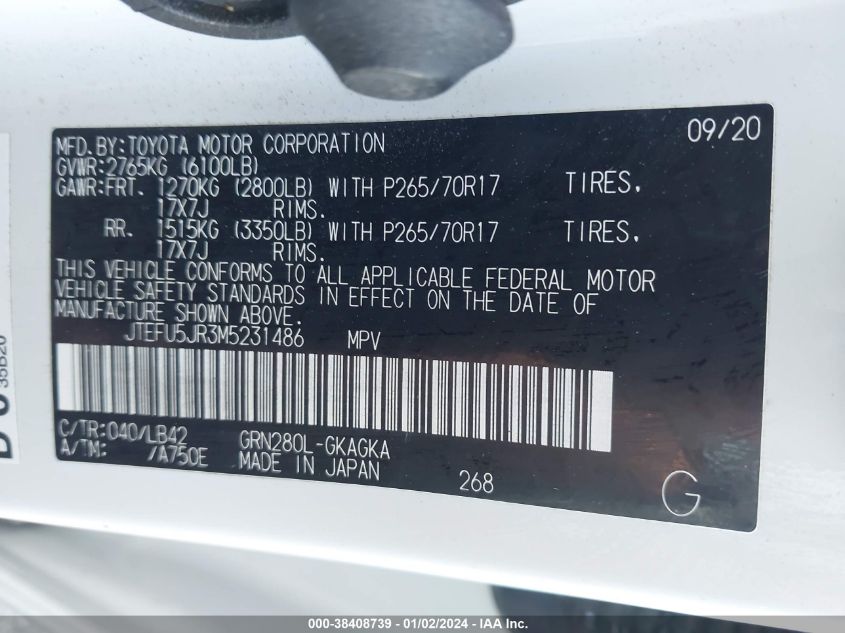 09/20
MFD.BY:TOYOTA MOTOR CORPORATION
GVWR:2765KG (6100LB)
GAWR:FRT. 1270KG (2800LB) WITH P265/70R17 TIRES,
17X7J RIMS.
RR. 1515KG (3350LB) WITH P265/70R17 TIRES,
17X7J RIMS.
THIS VEHICLE CONFORMS TO ALL APPLICABLE FEDERAL MOTOR
VEHICLE SAFETY STANDARDS IN EFFECT ON THE DATE OF
MANUFACTURE SHOWN ABOVE.
JTEFU5JR3M5231486 MPV
C/TR:040/LB42 GRN280L-GKAGKA
A/TM: /A750E MADE IN JAPAN
268
G
35B20
000-38408739 - 01/02/2024 - IAA Inc.